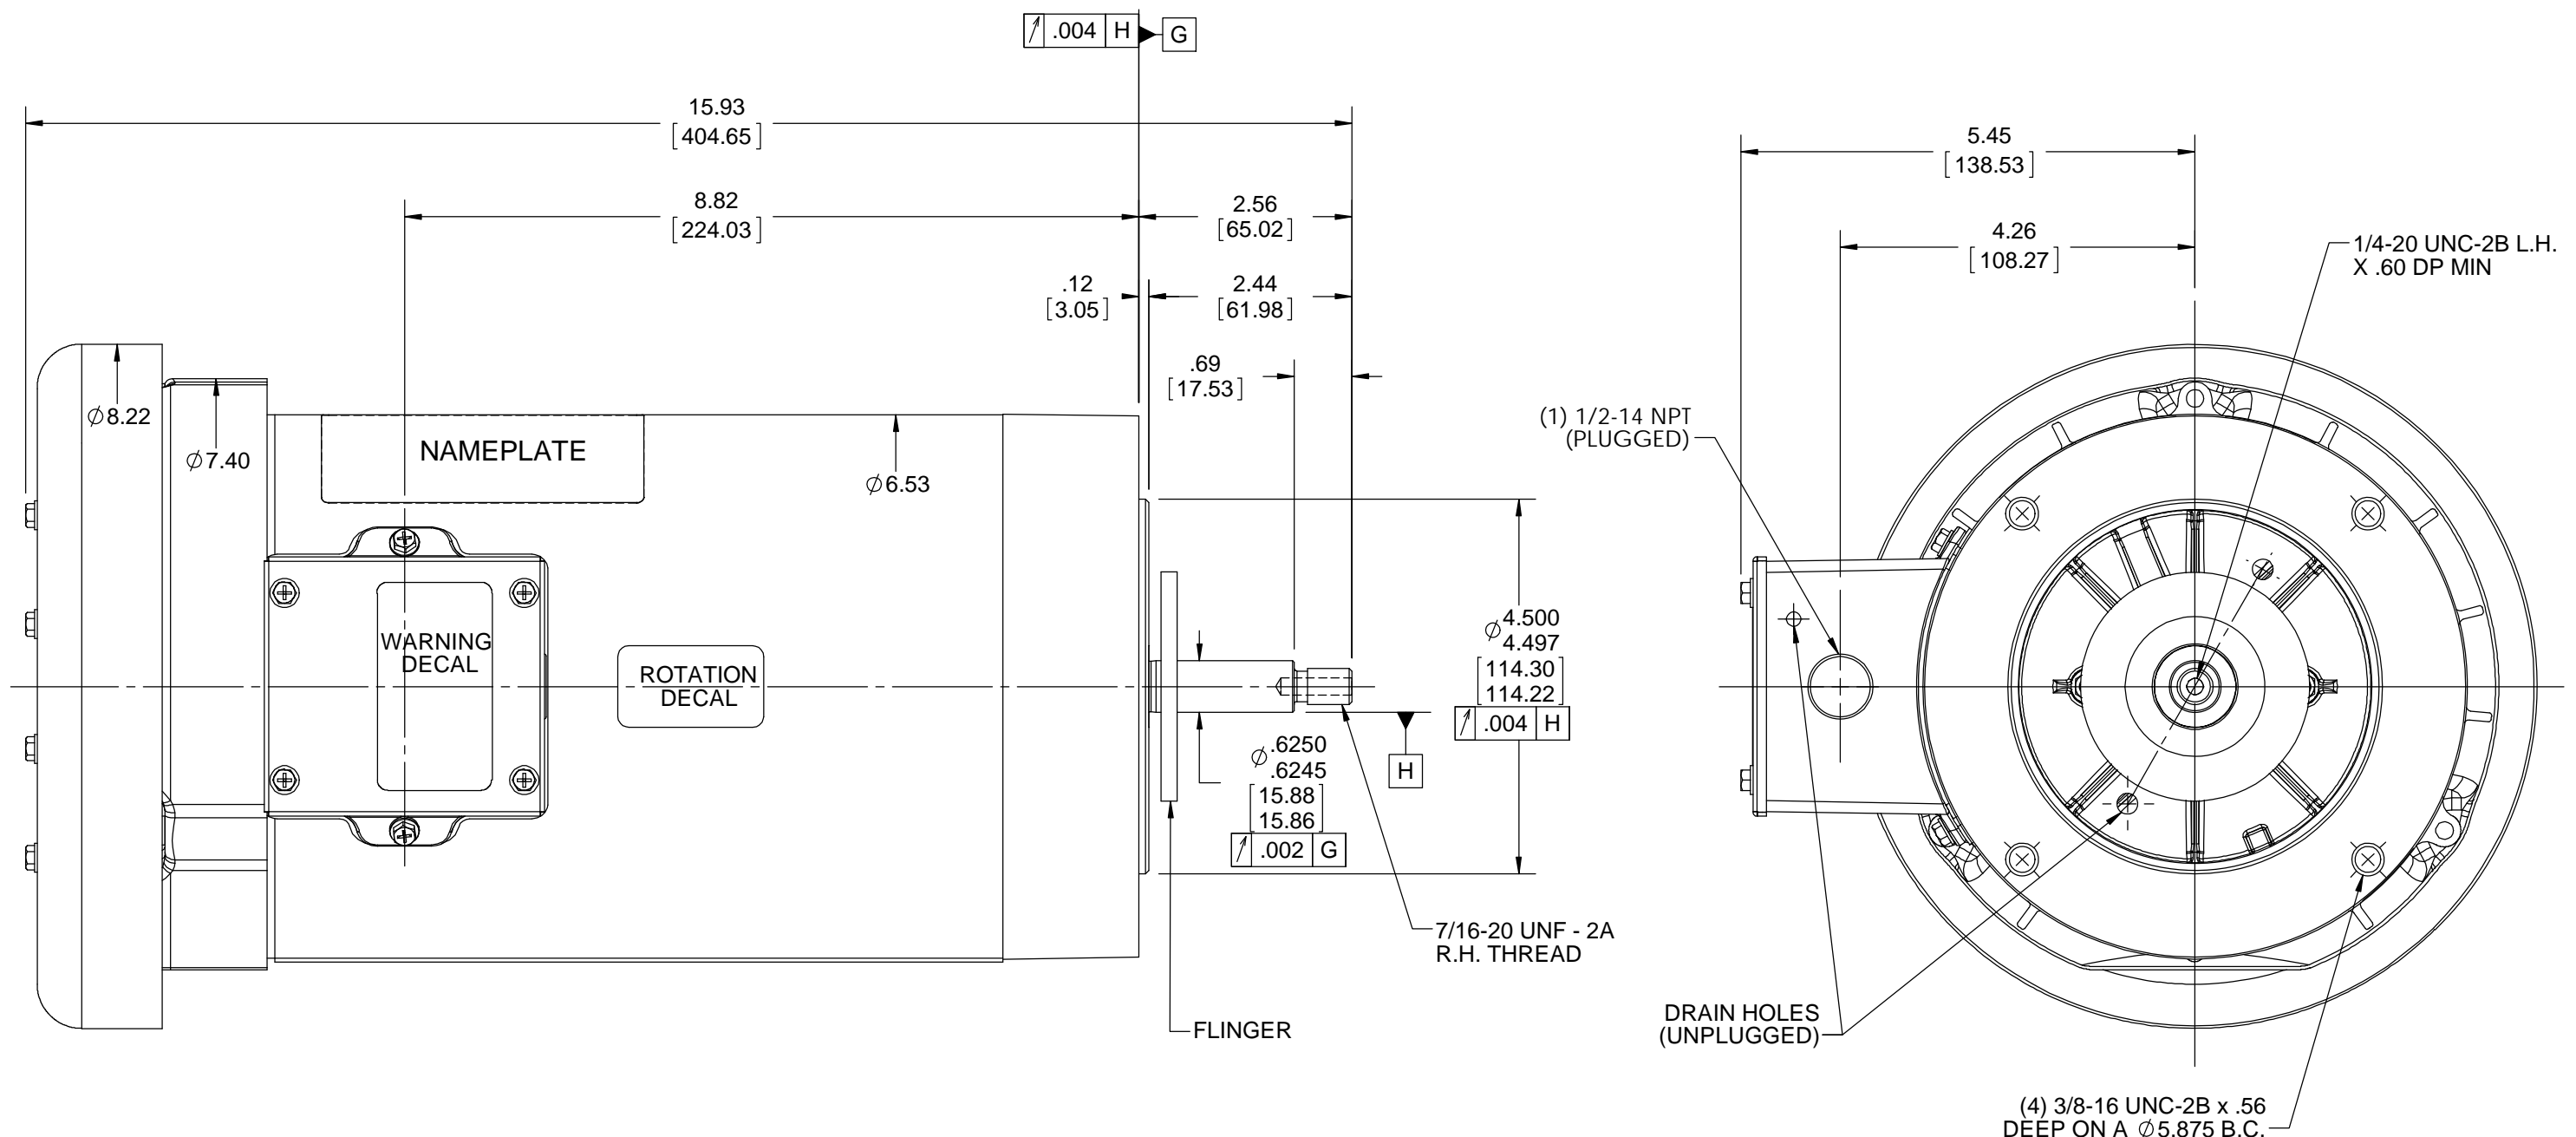 .004 H G
15.93
[404.65]
8.82
[224.03]
2.56
[65.02]
.12
[3.05]
2.44
[61.98]
.69
[17.53]
⌀8.22
⌀7.40
⌀6.53
NAMEPLATE
WARNING
DECAL
ROTATION
DECAL
⌀4.500
4.497
[114.30
114.22]
.004 H
⌀.6250
.6245
[15.88
15.86]
.002 G
H
7/16-20 UNF - 2A
R.H. THREAD
FLINGER
5.45
[138.53]
4.26
[108.27]
1/4-20 UNC-2B L.H.
X .60 DP MIN
(1) 1/2-14 NPT
(PLUGGED)
DRAIN HOLES
(UNPLUGGED)
(4) 3/8-16 UNC-2B x .56
DEEP ON A ⌀5.875 B.C.